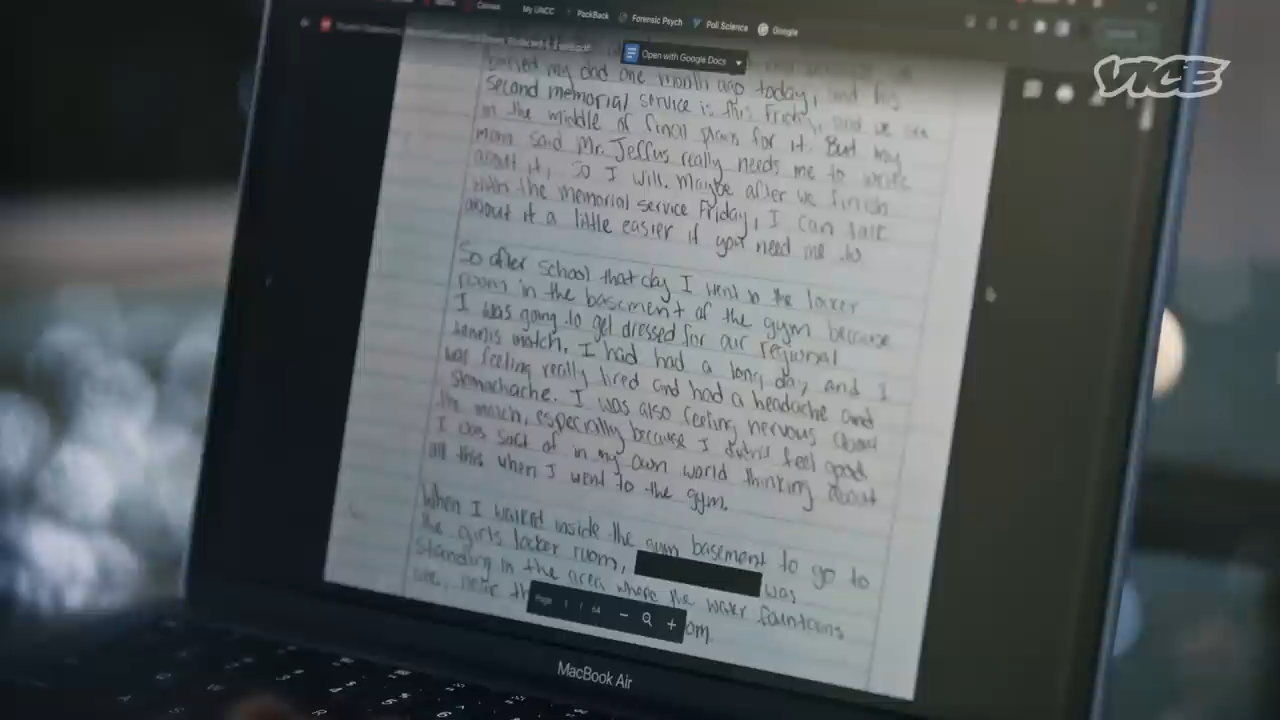 Canvas
My UNCC
PackBack
Forensic Psych
Poli Science
Google
VICE
Open with Google Docs
buried my dad one month ago today, and his
second memorial service is this Friday, and we are
in the middle of final plans for it. But my
mom said Mr. Jeffus really needs me to write
about it, so I will. Maybe after we finish
with the memorial service Friday, I can talk
about it a little easier if you need me to
So after school that day I went to the locker
room in the basement of the gym because
I was going to get dressed for our regional
tennis match. I had had a long day, and I
was feeling really tired and had a headache and
stomachache. I was also feeling nervous about
the match, especially because I didn't feel good
I was sort of in my own world thinking about
all this when I went to the gym.
When I walked inside the gym basement to go to
the girls locker room, was
standing in the area where the water fountains
are, near
om.
Page 1 / 64
MacBook Air